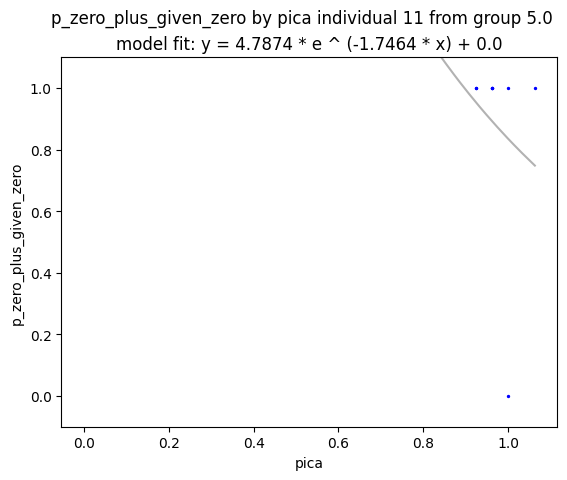 p_zero_plus_given_zero by pica individual 11 from group 5.0
model fit: y = 4.7874 * e ^ (-1.7464 * x) + 0.0
1.0
0.8
0.6
0.4
0.2
0.0
p_zero_plus_given_zero
0.0 0.2 0.4 0.6 0.8 1.0
pica